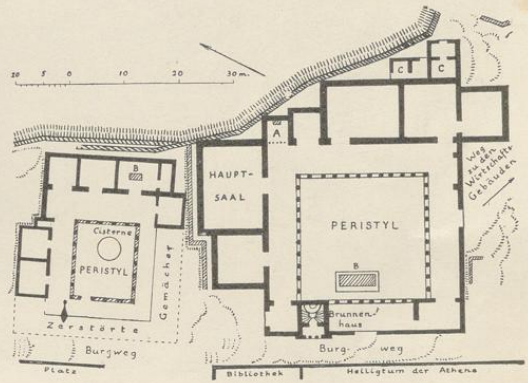 20 5 0 10 20 30 m.
C C
A
Weg
zu den
Wirtschafts-
Gebäuden
HAUPT-
SAAL
B
Cisterne
PERISTYL
Gemächer
Zerstörte
PERISTYL
B
Brunnen-
haus
Burgweg
Burg- weg
Platz
Bibliothek
Heiligtum der Athena